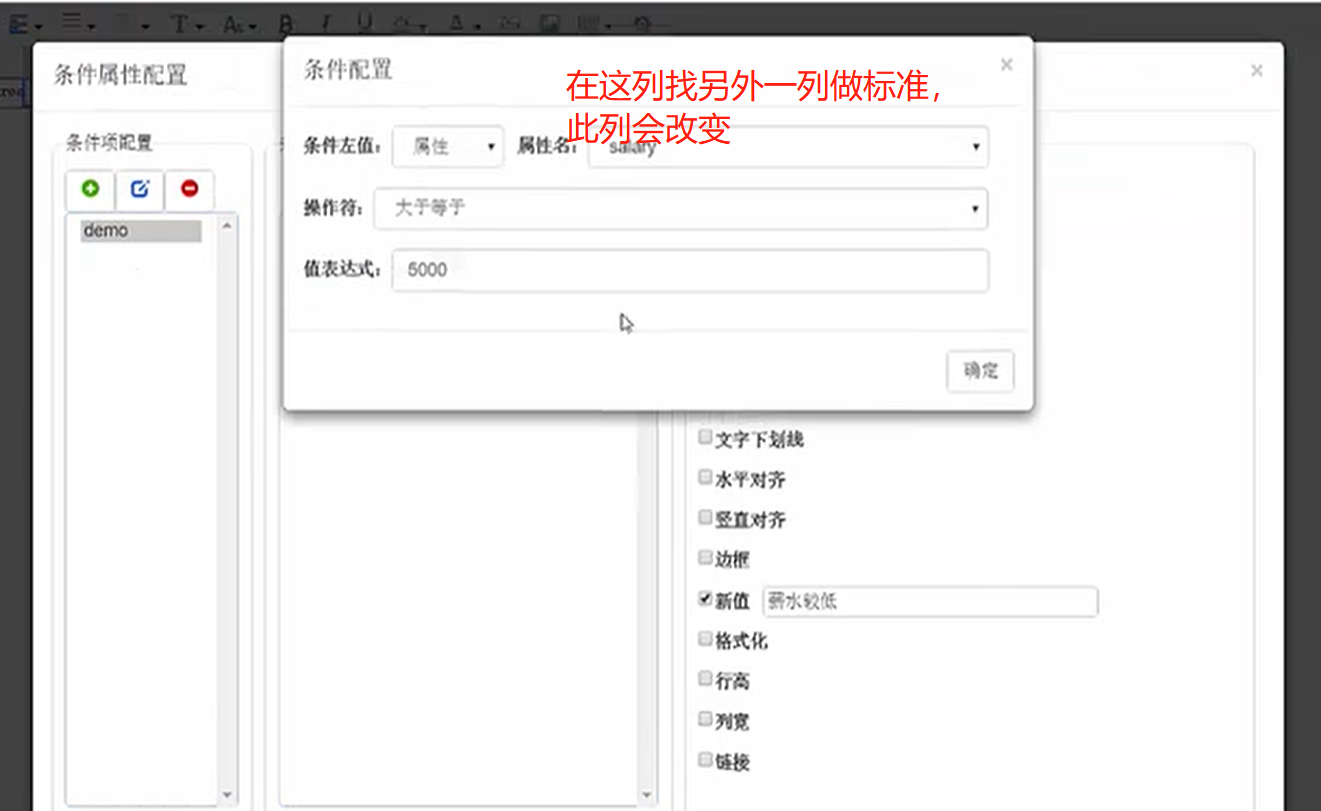 条件属性配置
条件配置
在这列找另外一列做标准，
此列会改变
条件左值：
属性
属性名：
salary
操作符：
大于等于
值表达式：
5000
确定
条件项配置
demo
文字下划线
水平对齐
竖直对齐
边框
新值
薪水较低
格式化
行高
列宽
链接